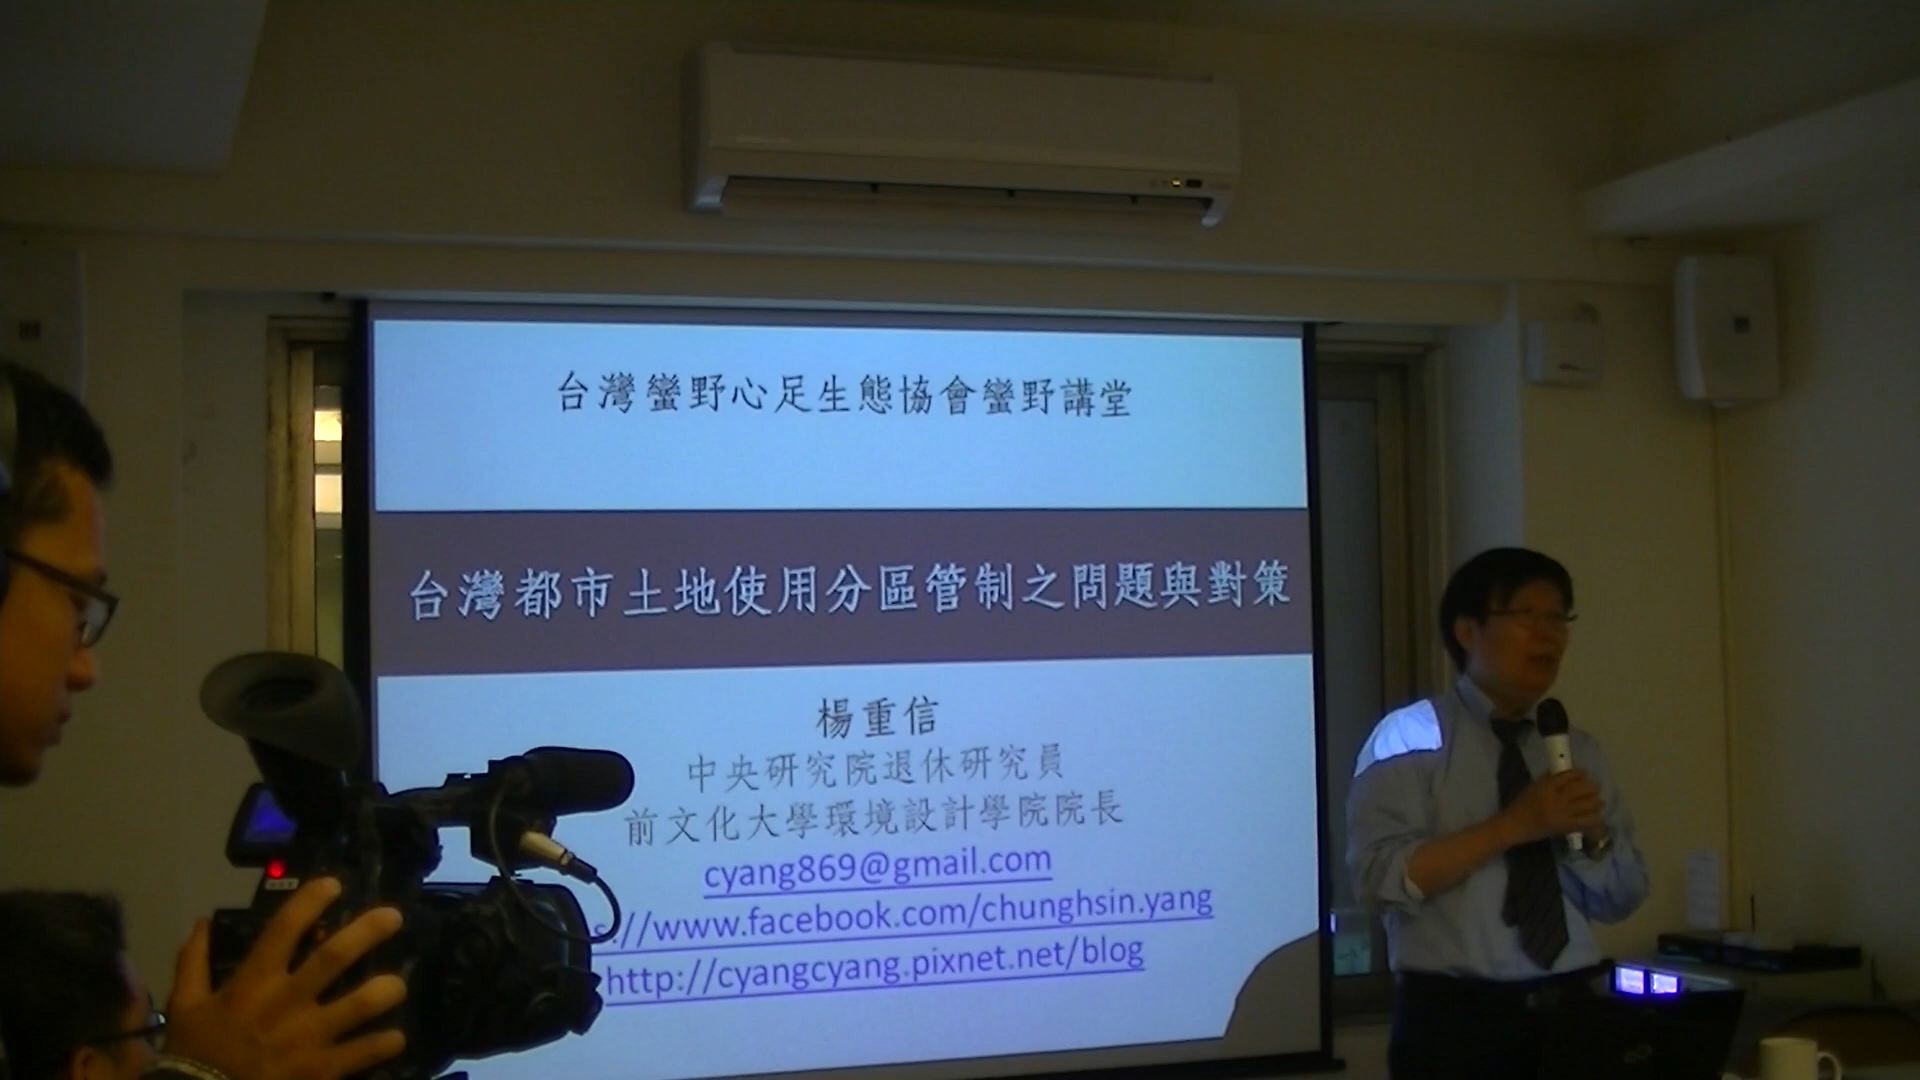 台灣蠻野心足生態協會蠻野講堂
台灣都市土地使用分區管制之問題與對策
楊重信
中央研究院退休研究員
前文化大學環境設計學院院長
cyang869@gmail.com
s://www.facebook.com/chunghsin.yang
http://cyangcyang.pixnet.net/blog